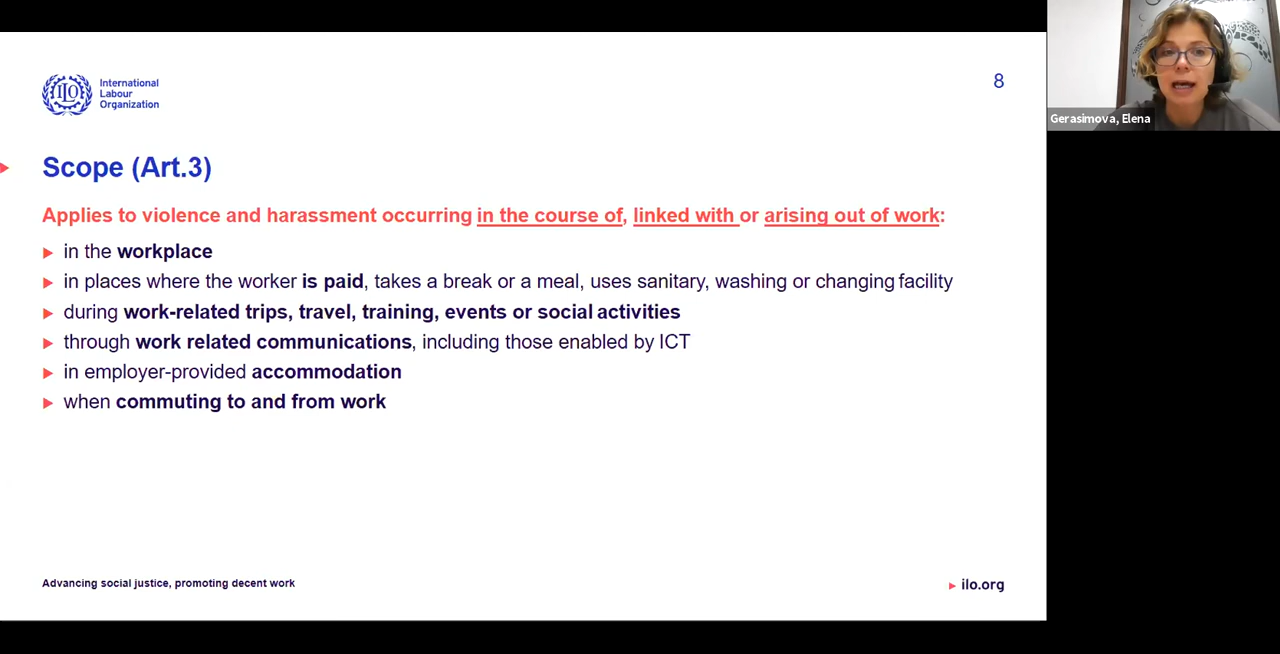 International
Labour
Organization
8
Scope (Art.3)
Applies to violence and harassment occurring in the course of, linked with or arising out of work:
in the workplace
in places where the worker is paid, takes a break or a meal, uses sanitary, washing or changing facility
during work-related trips, travel, training, events or social activities
through work related communications, including those enabled by ICT
in employer-provided accommodation
when commuting to and from work
Advancing social justice, promoting decent work
ilo.org
Gerasimova, Elena